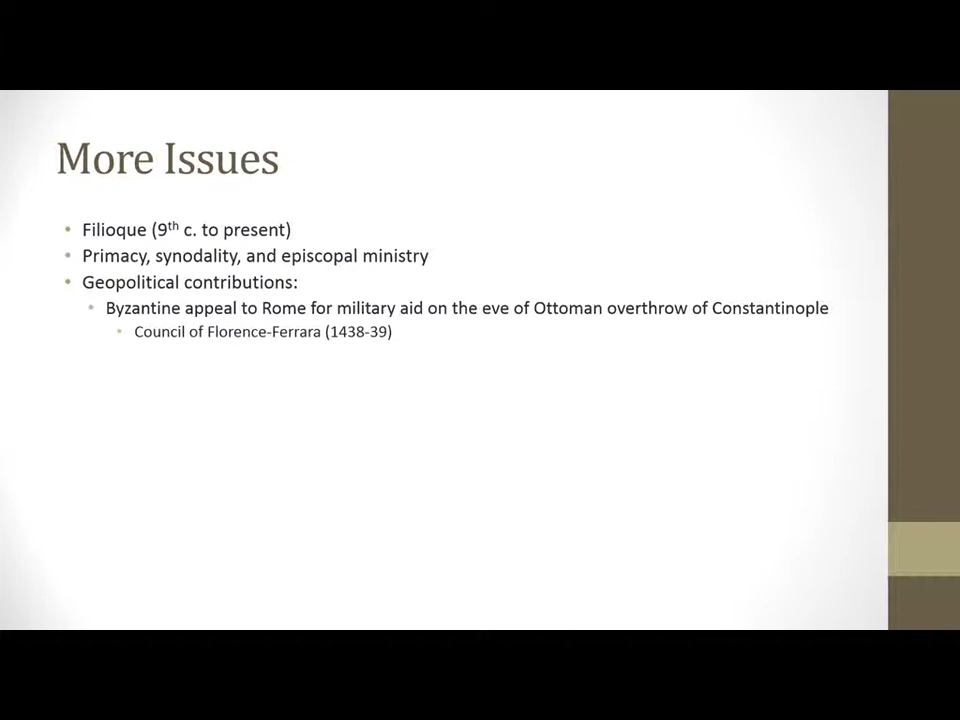 More Issues
• Filioque (9th c. to present)
• Primacy, synodality, and episcopal ministry
• Geopolitical contributions:
• Byzantine appeal to Rome for military aid on the eve of Ottoman overthrow of Constantinople
• Council of Florence-Ferrara (1438-39)